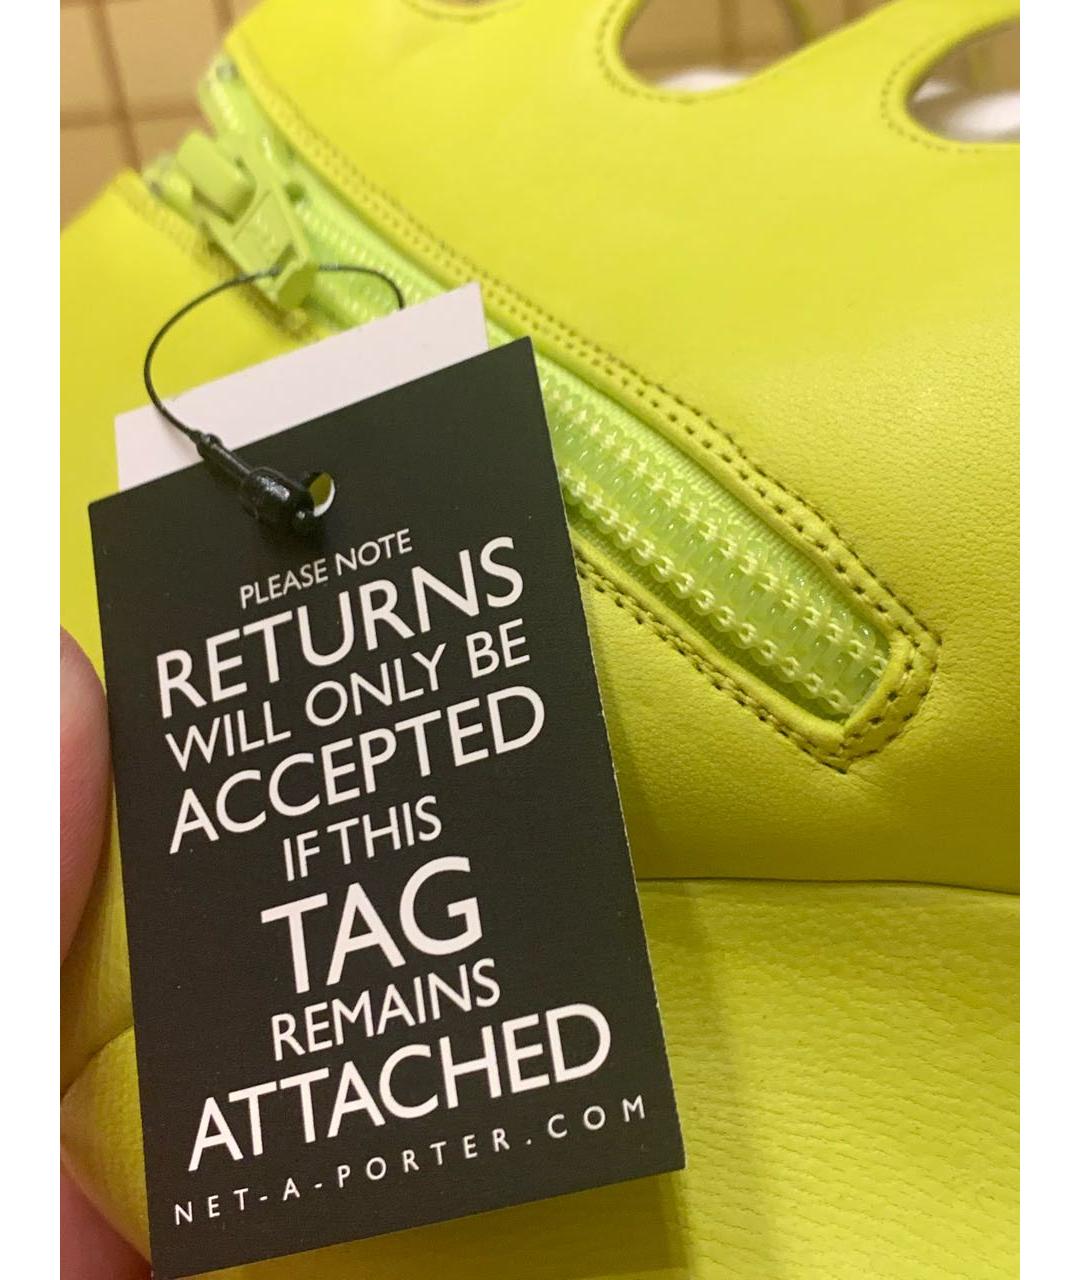 PLEASE NOTE
RETURNS
WILL ONLY BE
ACCEPTED
IF THIS
TAG
REMAINS
ATTACHED
NET-A-PORTER.COM